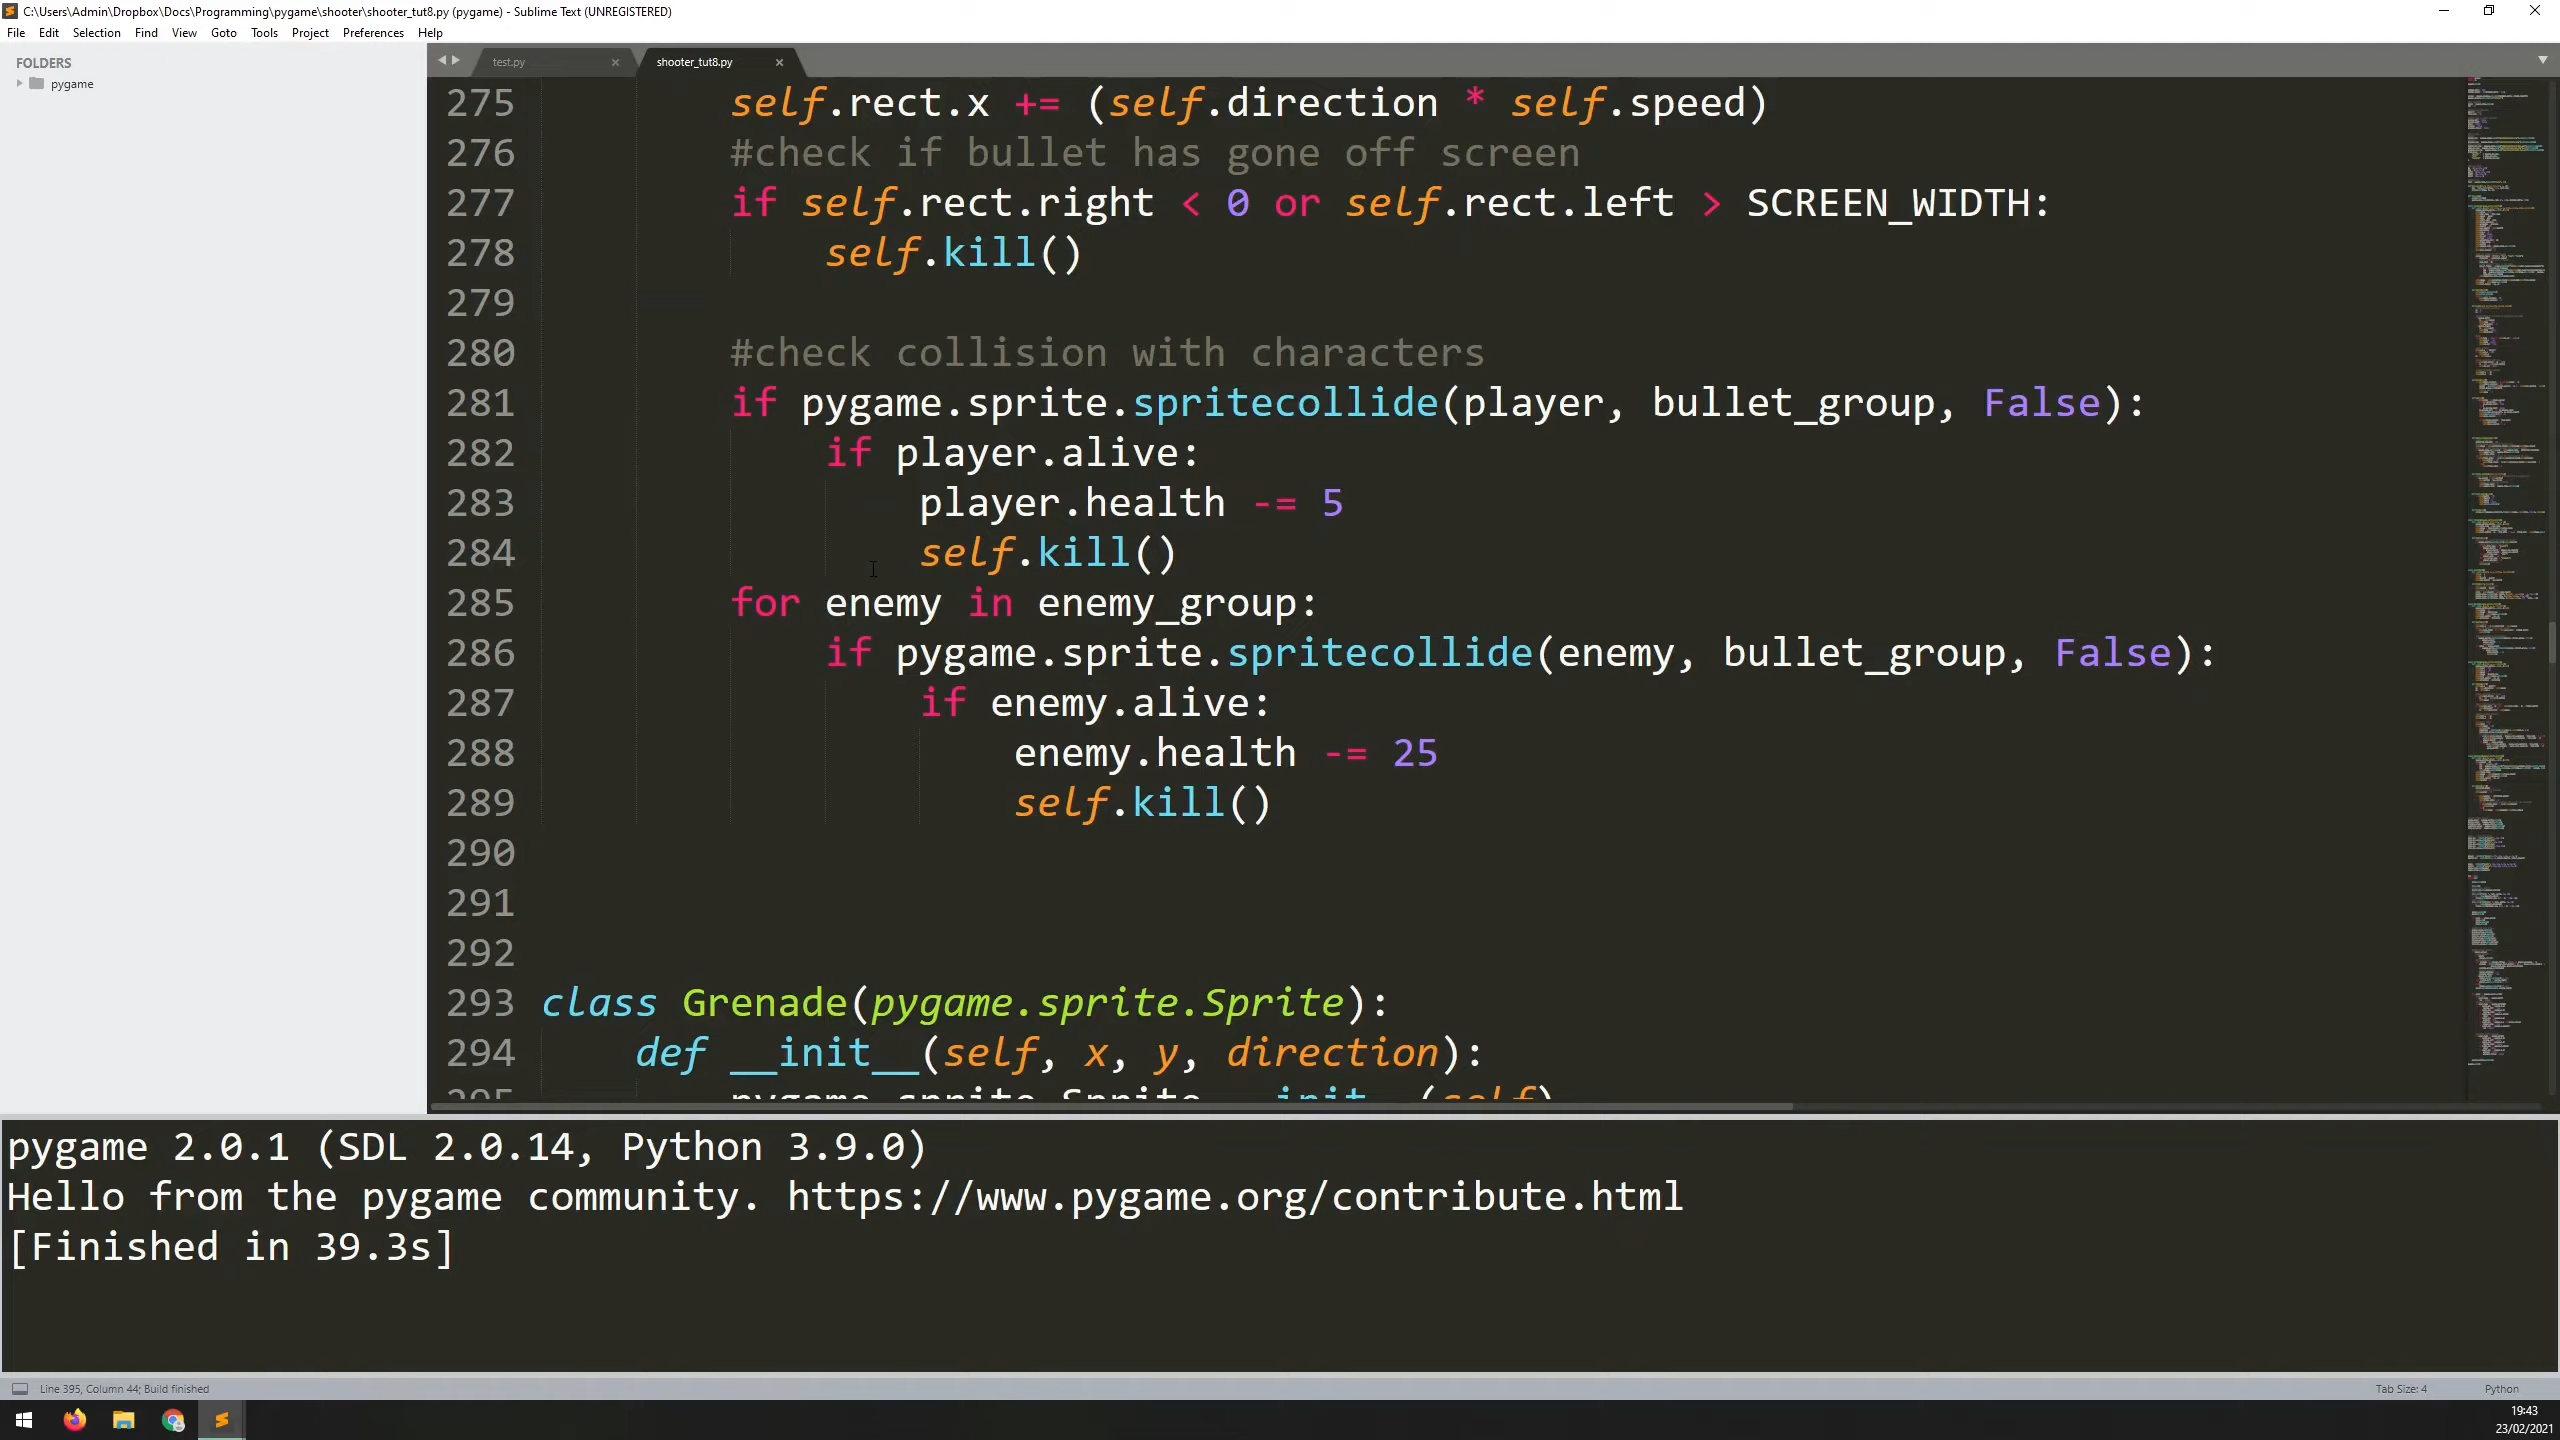 C:\Users\Admin\Dropbox\Docs\Programming\pygame\shooter\shooter_tut8.py (pygame) - Sublime Text (UNREGISTERED)
File Edit Selection Find View Goto Tools Project Preferences Help
FOLDERS
pygame
test.py
shooter_tut8.py
275 self.rect.x += (self.direction * self.speed)
276 #check if bullet has gone off screen
277 if self.rect.right < 0 or self.rect.left > SCREEN_WIDTH:
278 self.kill()
279
280 #check collision with characters
281 if pygame.sprite.spritecollide(player, bullet_group, False):
282 if player.alive:
283 player.health -= 5
284 self.kill()
285 for enemy in enemy_group:
286 if pygame.sprite.spritecollide(enemy, bullet_group, False):
287 if enemy.alive:
288 enemy.health -= 25
289 self.kill()
290
291
292
293 class Grenade(pygame.sprite.Sprite):
294 def __init__(self, x, y, direction):
295 pygame.sprite.Sprite.__init__(self)
pygame 2.0.1 (SDL 2.0.14, Python 3.9.0)
Hello from the pygame community. https://www.pygame.org/contribute.html
[Finished in 39.3s]
Line 395, Column 44; Build finished
Tab Size: 4
Python
19:43
23/02/2021